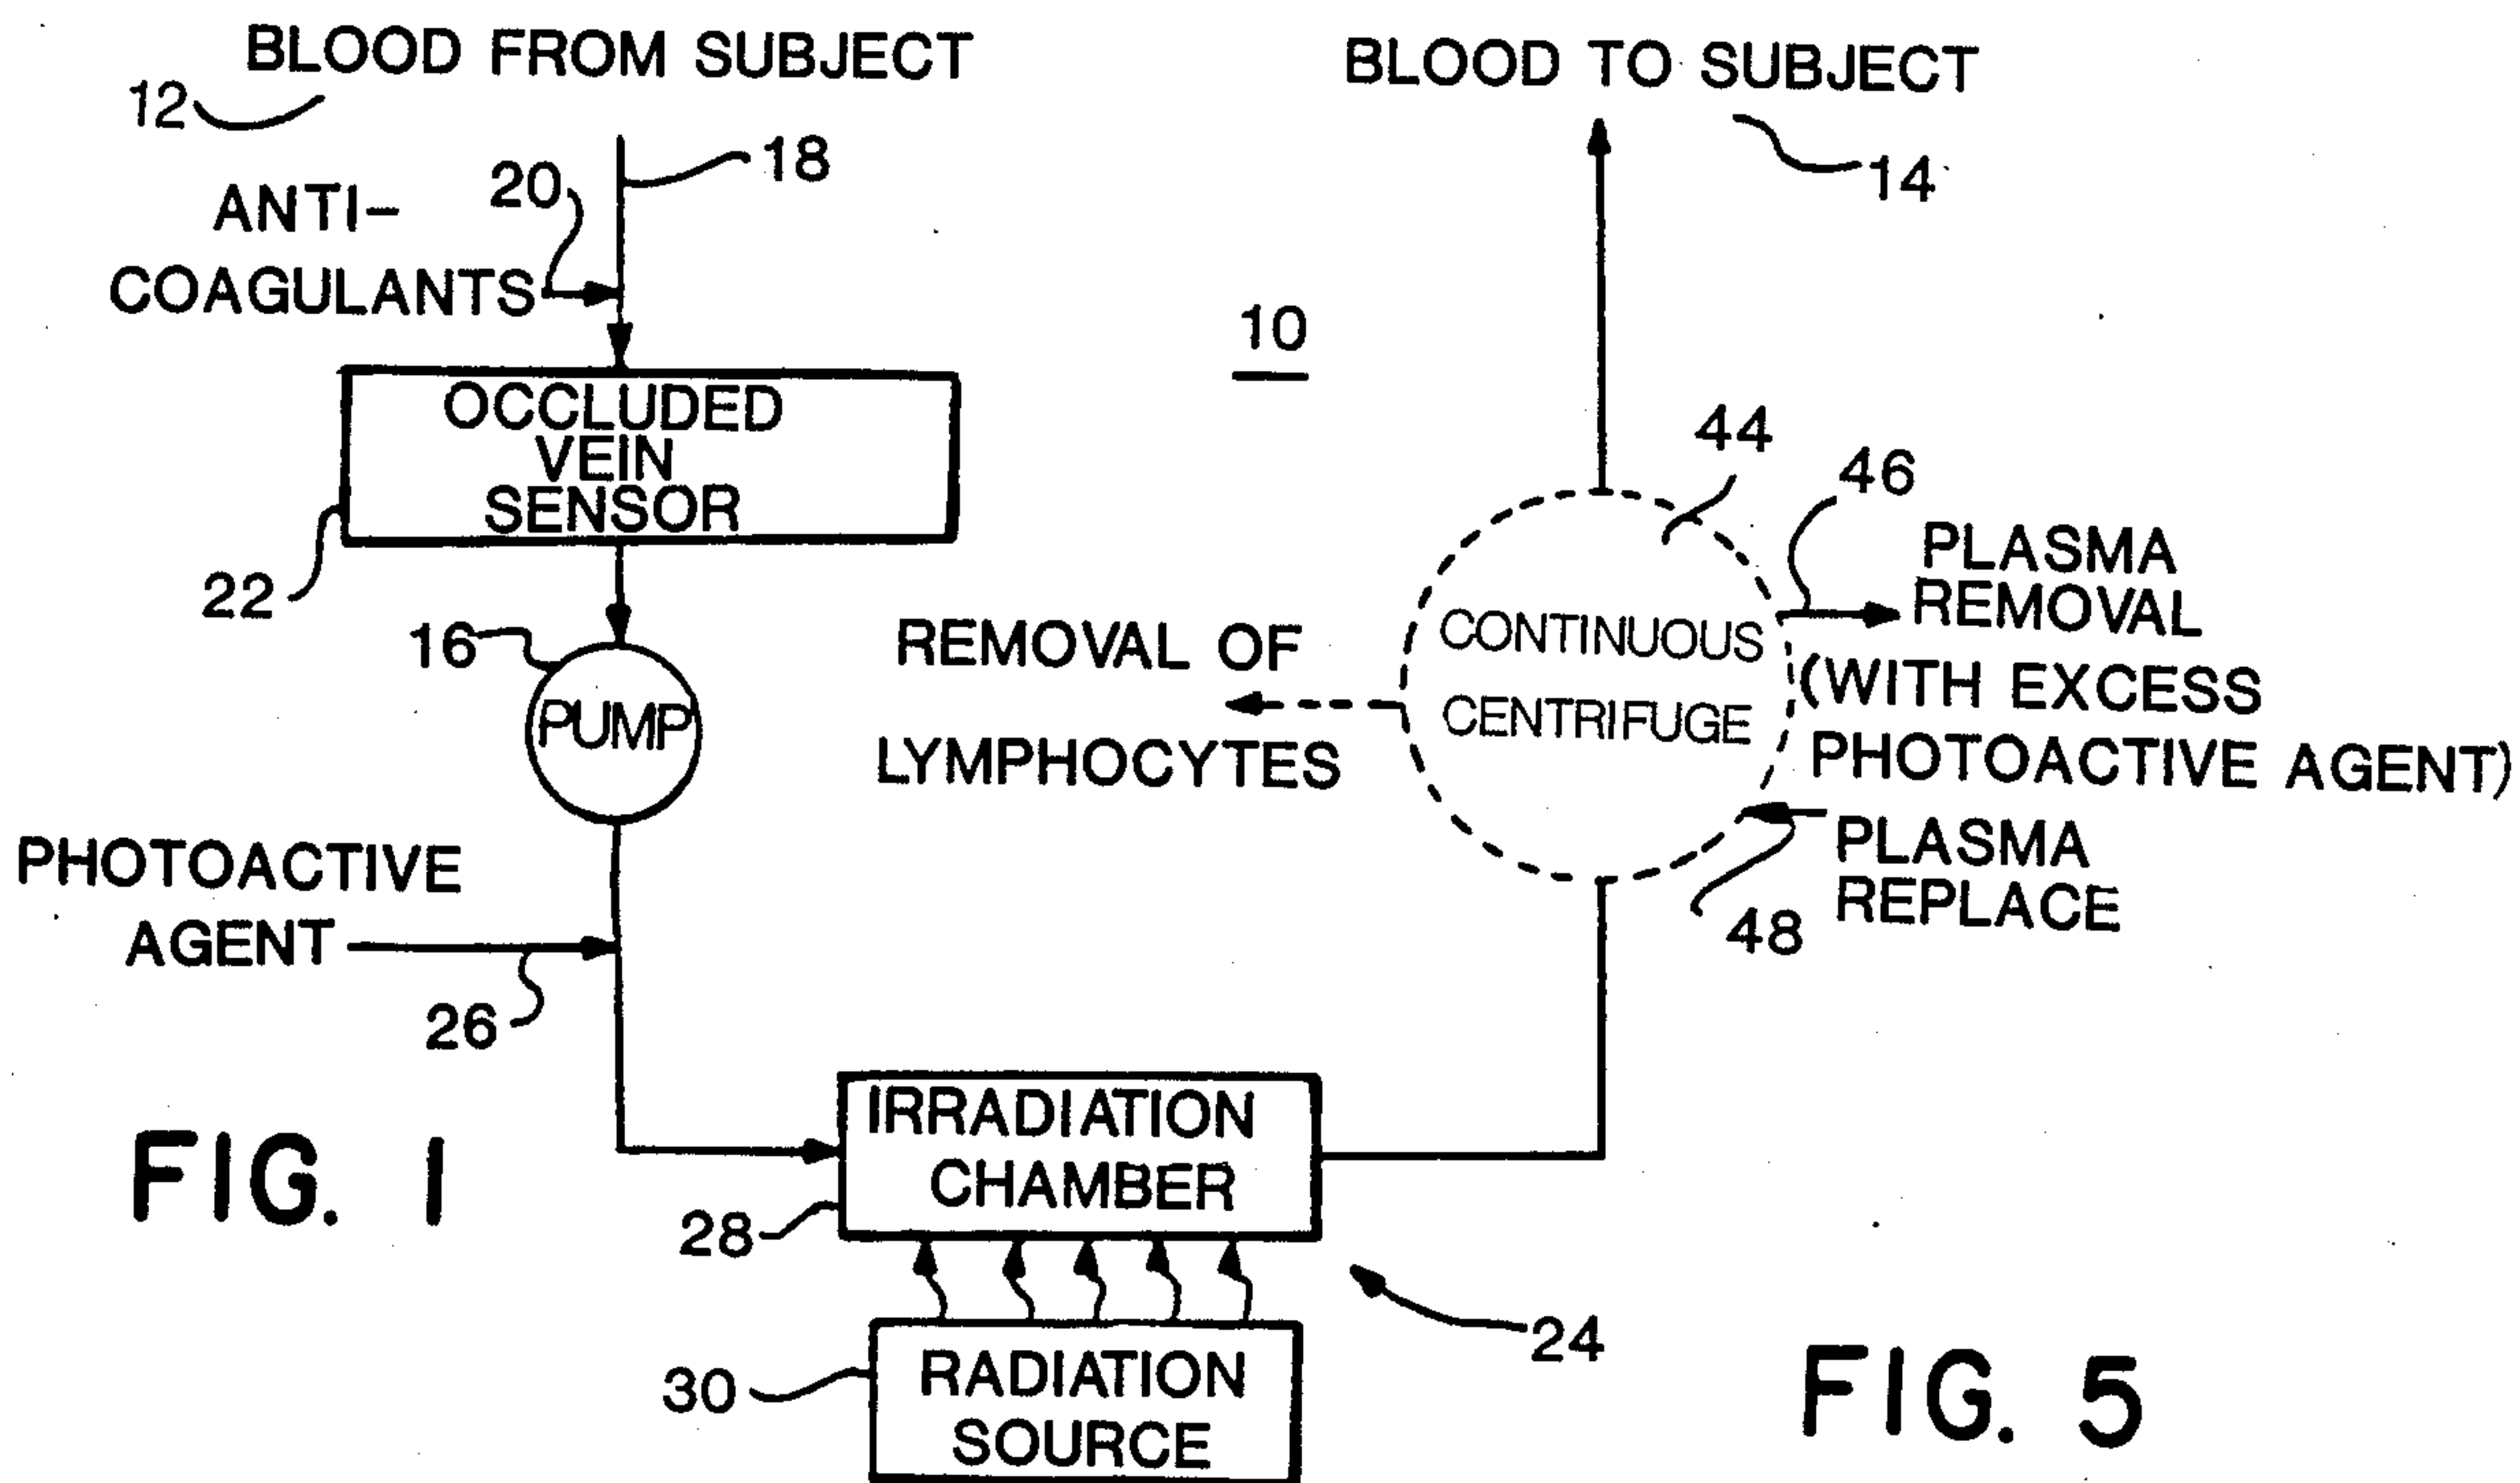 BLOOD FROM SUBJECT
12
18
20
ANTI-
COAGULANTS
OCCLUDED
VEIN
SENSOR
22
16
PUMP
PHOTOACTIVE
AGENT
26
FIG. 1
IRRADIATION
CHAMBER
28
RADIATION
SOURCE
30
24
BLOOD TO SUBJECT
14
10
44
46
CONTINUOUS
CENTRIFUGE
REMOVAL OF
LYMPHOCYTES
PLASMA
REMOVAL
(WITH EXCESS
PHOTOACTIVE AGENT)
PLASMA
REPLACE
48
FIG. 5